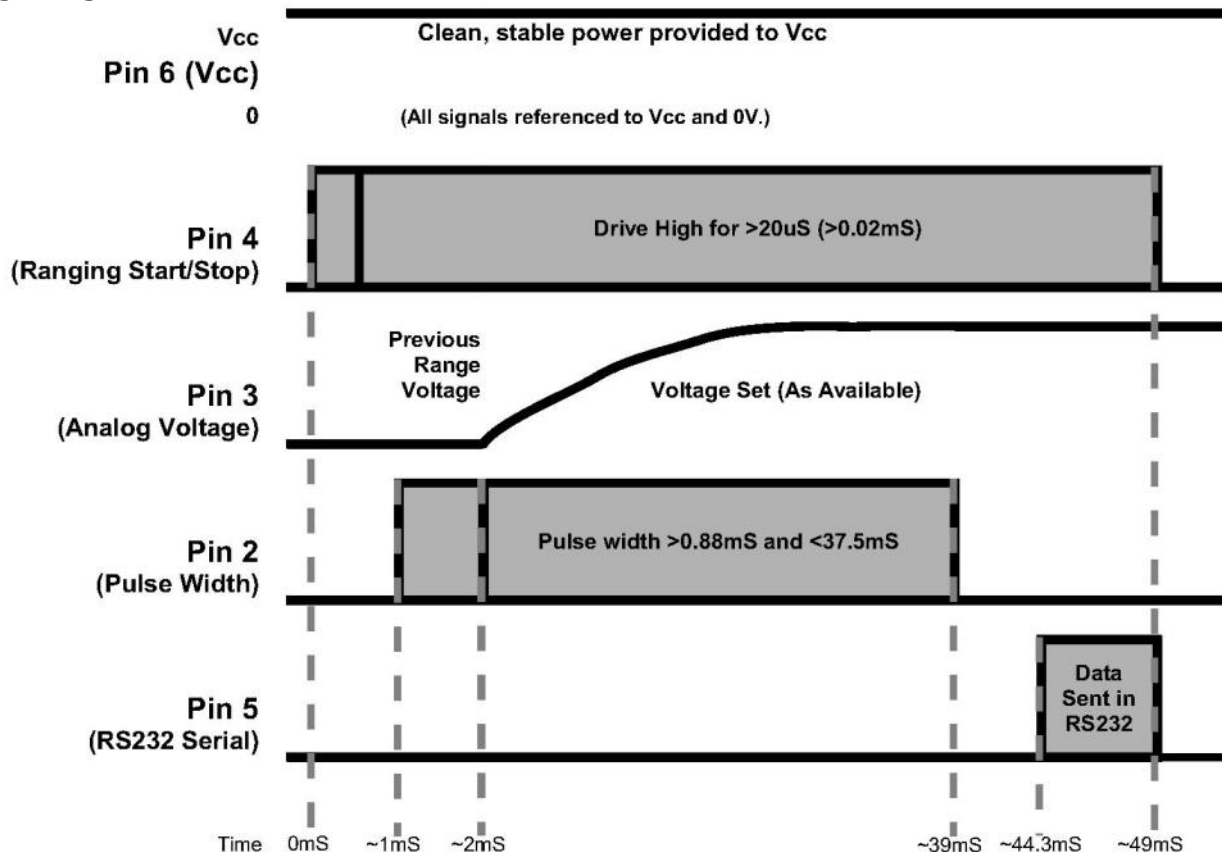 Vcc
Clean, stable power provided to Vcc
Pin 6 (Vcc)
0
(All signals referenced to Vcc and 0V.)
Drive High for >20uS (>0.02mS)
Pin 4
(Ranging Start/Stop)
Previous
Range
Voltage
Voltage Set (As Available)
Pin 3
(Analog Voltage)
Pulse width >0.88mS and <37.5mS
Pin 2
(Pulse Width)
Data
Sent in
RS232
Pin 5
(RS232 Serial)
Time 0mS ~1mS ~2mS ~39mS ~44.3mS ~49mS